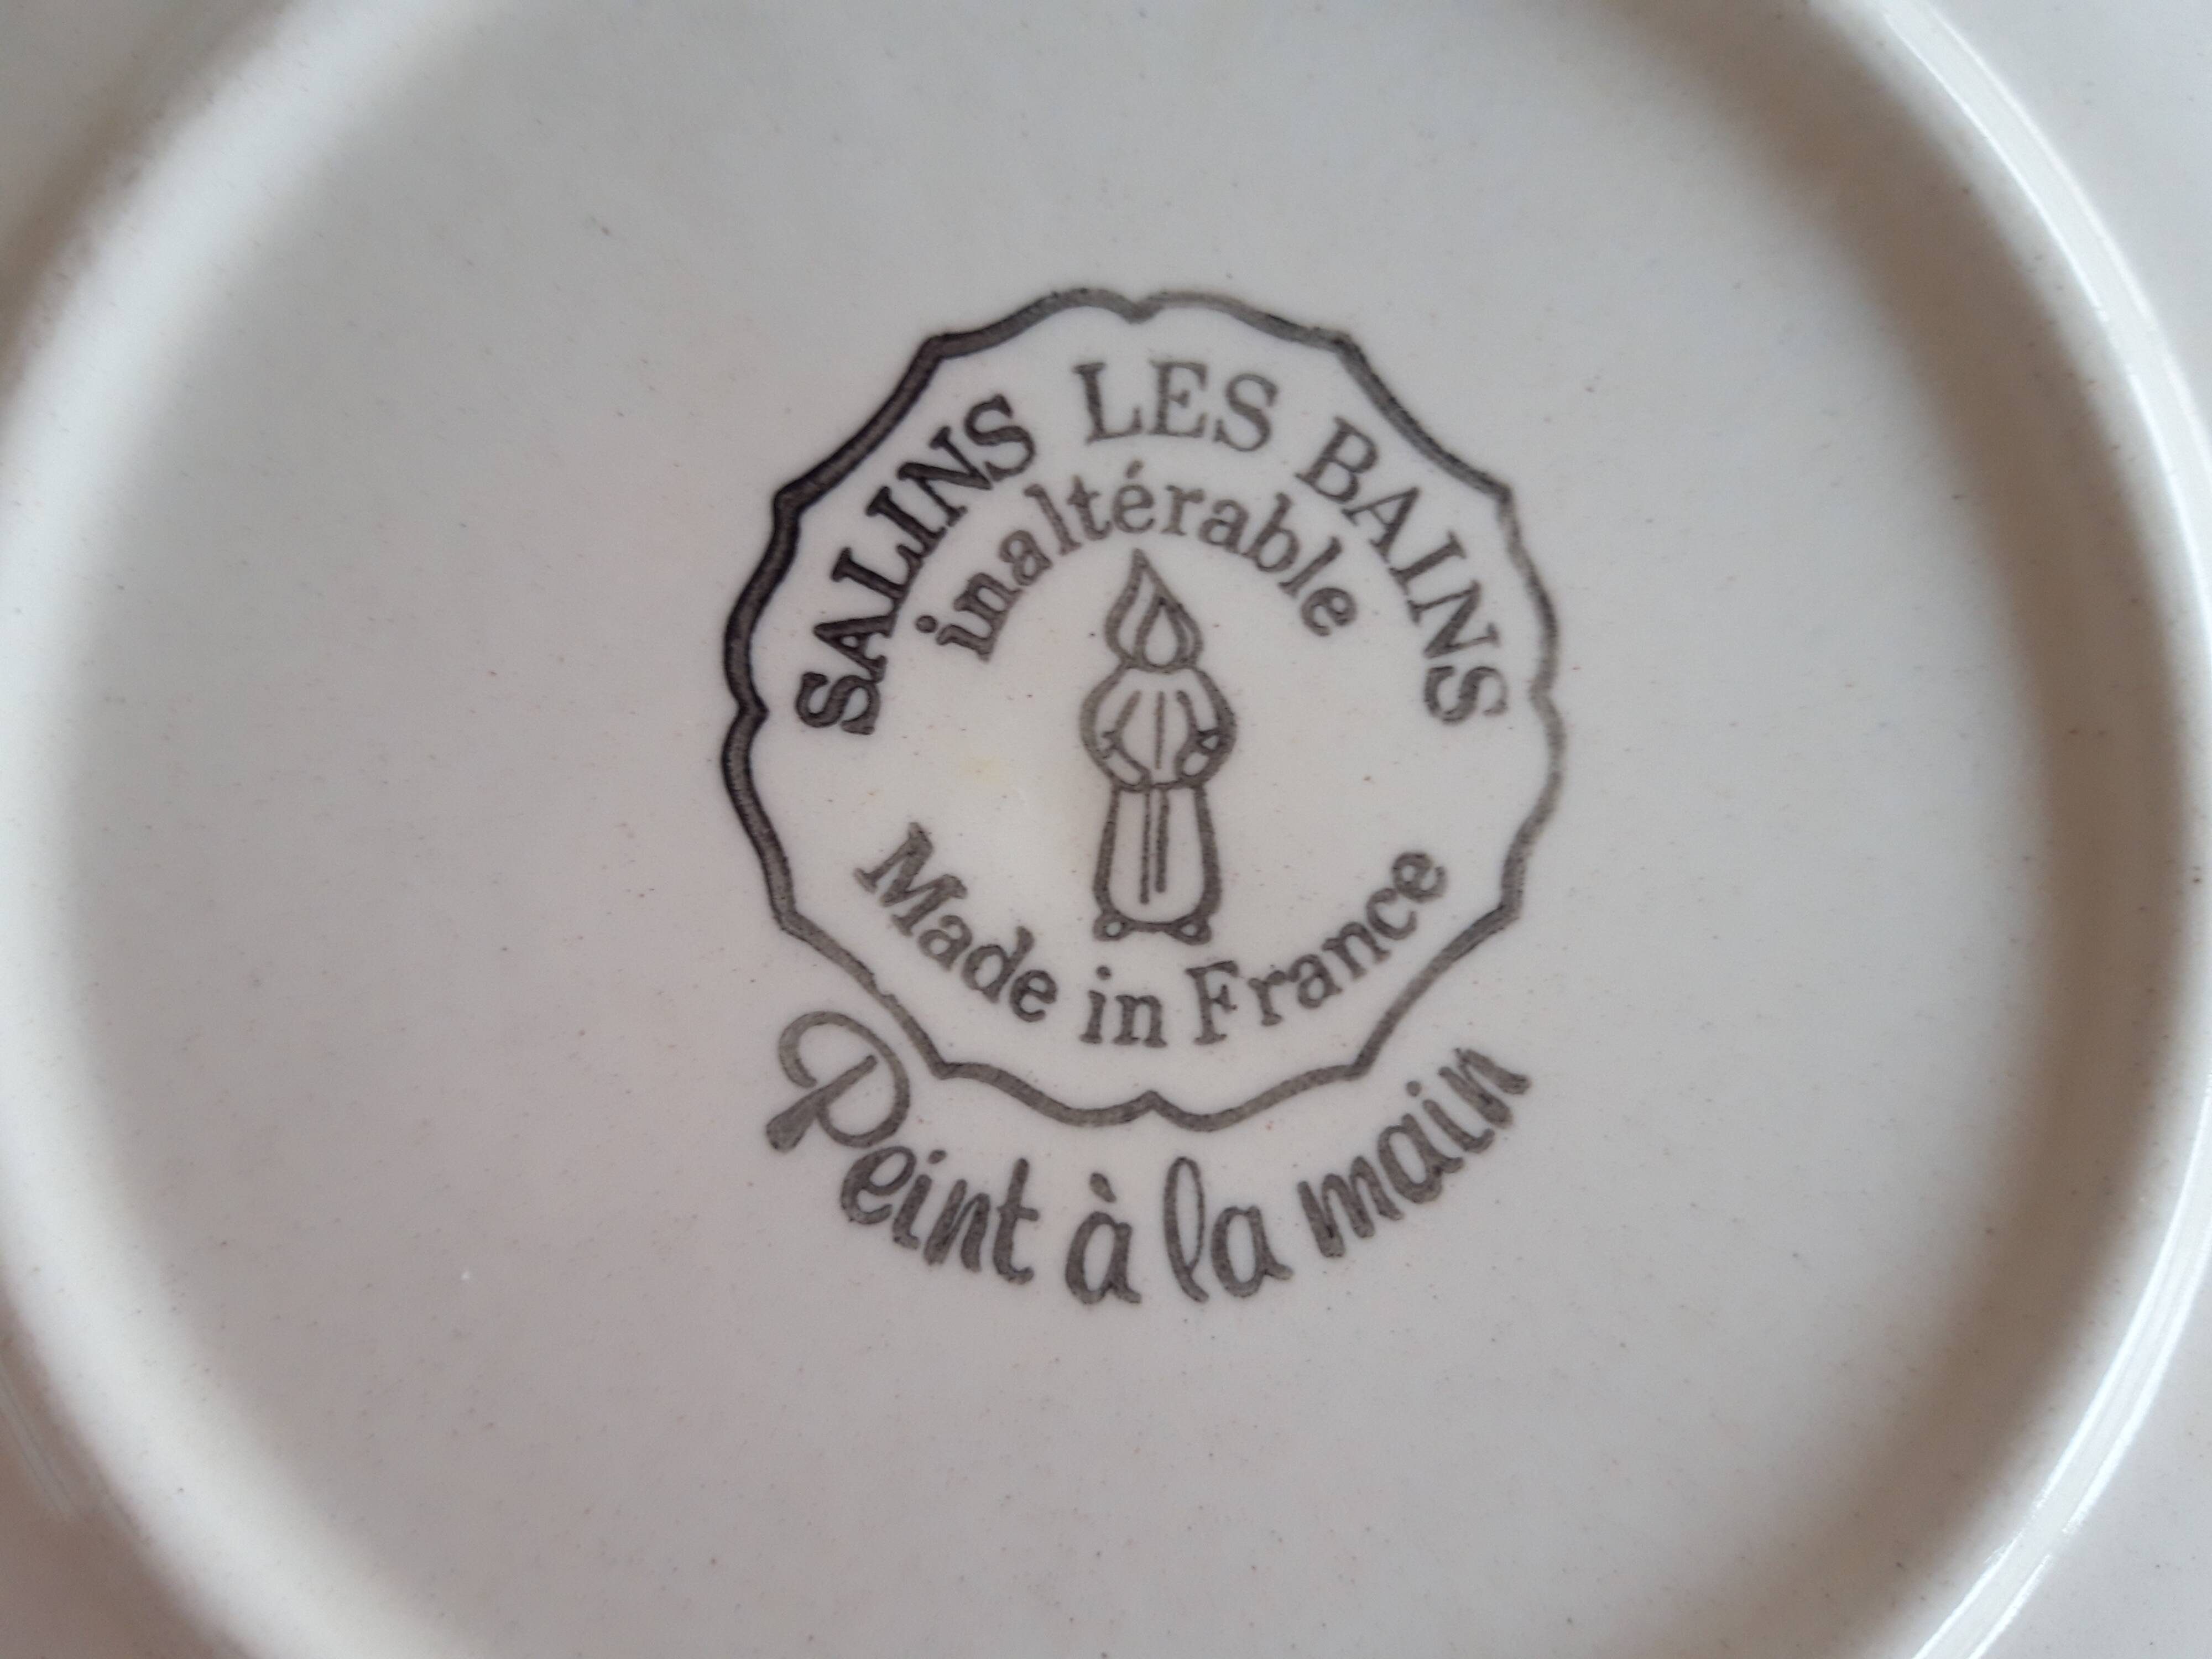 SALINS LES BAINS
inaltérable
Made in France
Peint à la main